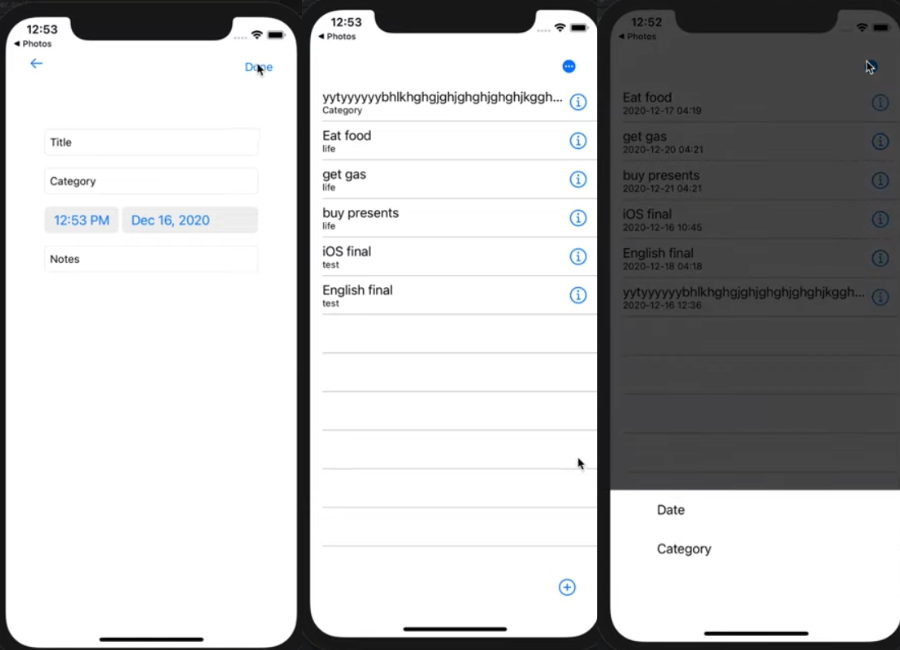 12:53
◀ Photos
Done
Title
Category
12:53 PM
Dec 16, 2020
Notes
12:53
◀ Photos
yytyyyyyybhlkhghgjghjghghjghghjkggh...
Category
Eat food
life
get gas
life
buy presents
life
iOS final
test
English final
test
12:52
◀ Photos
Eat food
2020-12-17 04:19
get gas
2020-12-20 04:21
buy presents
2020-12-21 04:21
iOS final
2020-12-16 10:45
English final
2020-12-18 04:18
yytyyyyyybhlkhghgjghjghghjghghjkggh...
2020-12-16 12:36
Date
Category